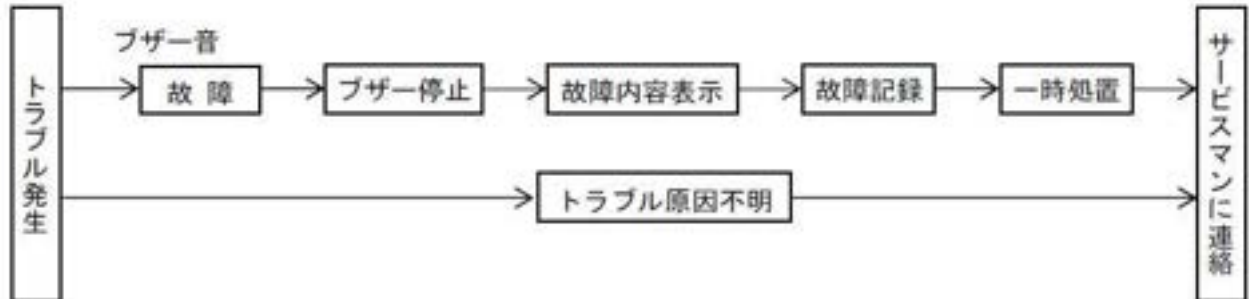 トラブル発生
ブザー音
故 障
ブザー停止
故障内容表示
故障記録
一時処置
トラブル原因不明
サービスマンに連絡